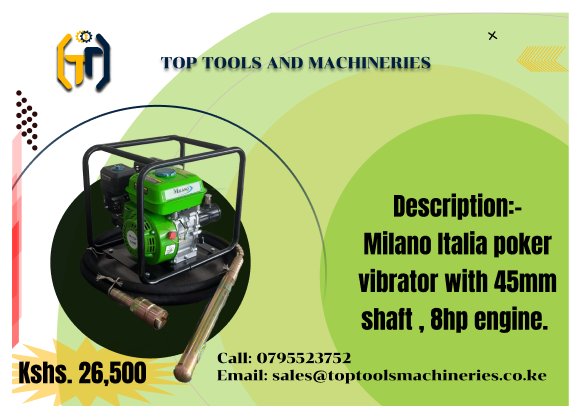 TOP TOOLS AND MACHINERIES
Milano
Description:-
Milano Italia poker
vibrator with 45mm
shaft , 8hp engine.
Kshs. 26,500
Call: 0795523752
Email: sales@toptoolsmachineries.co.ke